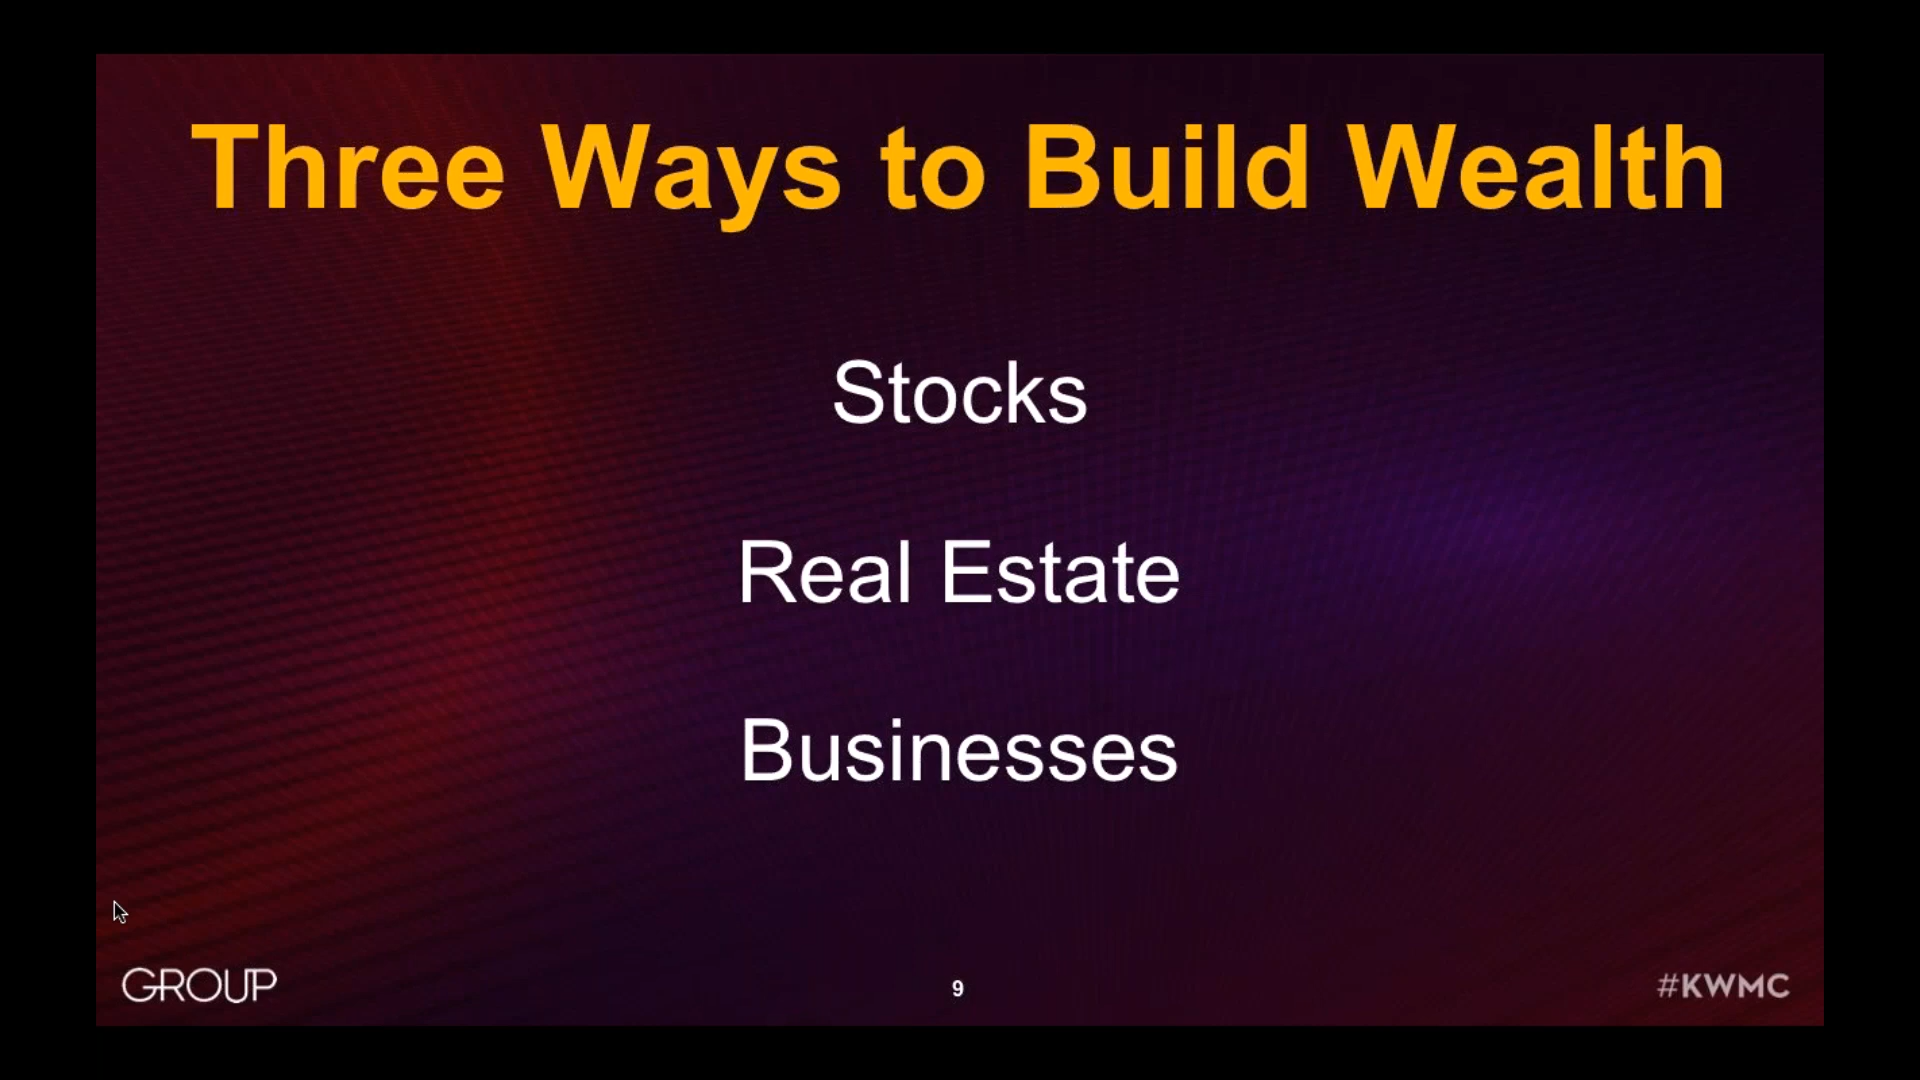 Three Ways to Build Wealth
Stocks
Real Estate
Businesses
GROUP
9
#KWMC